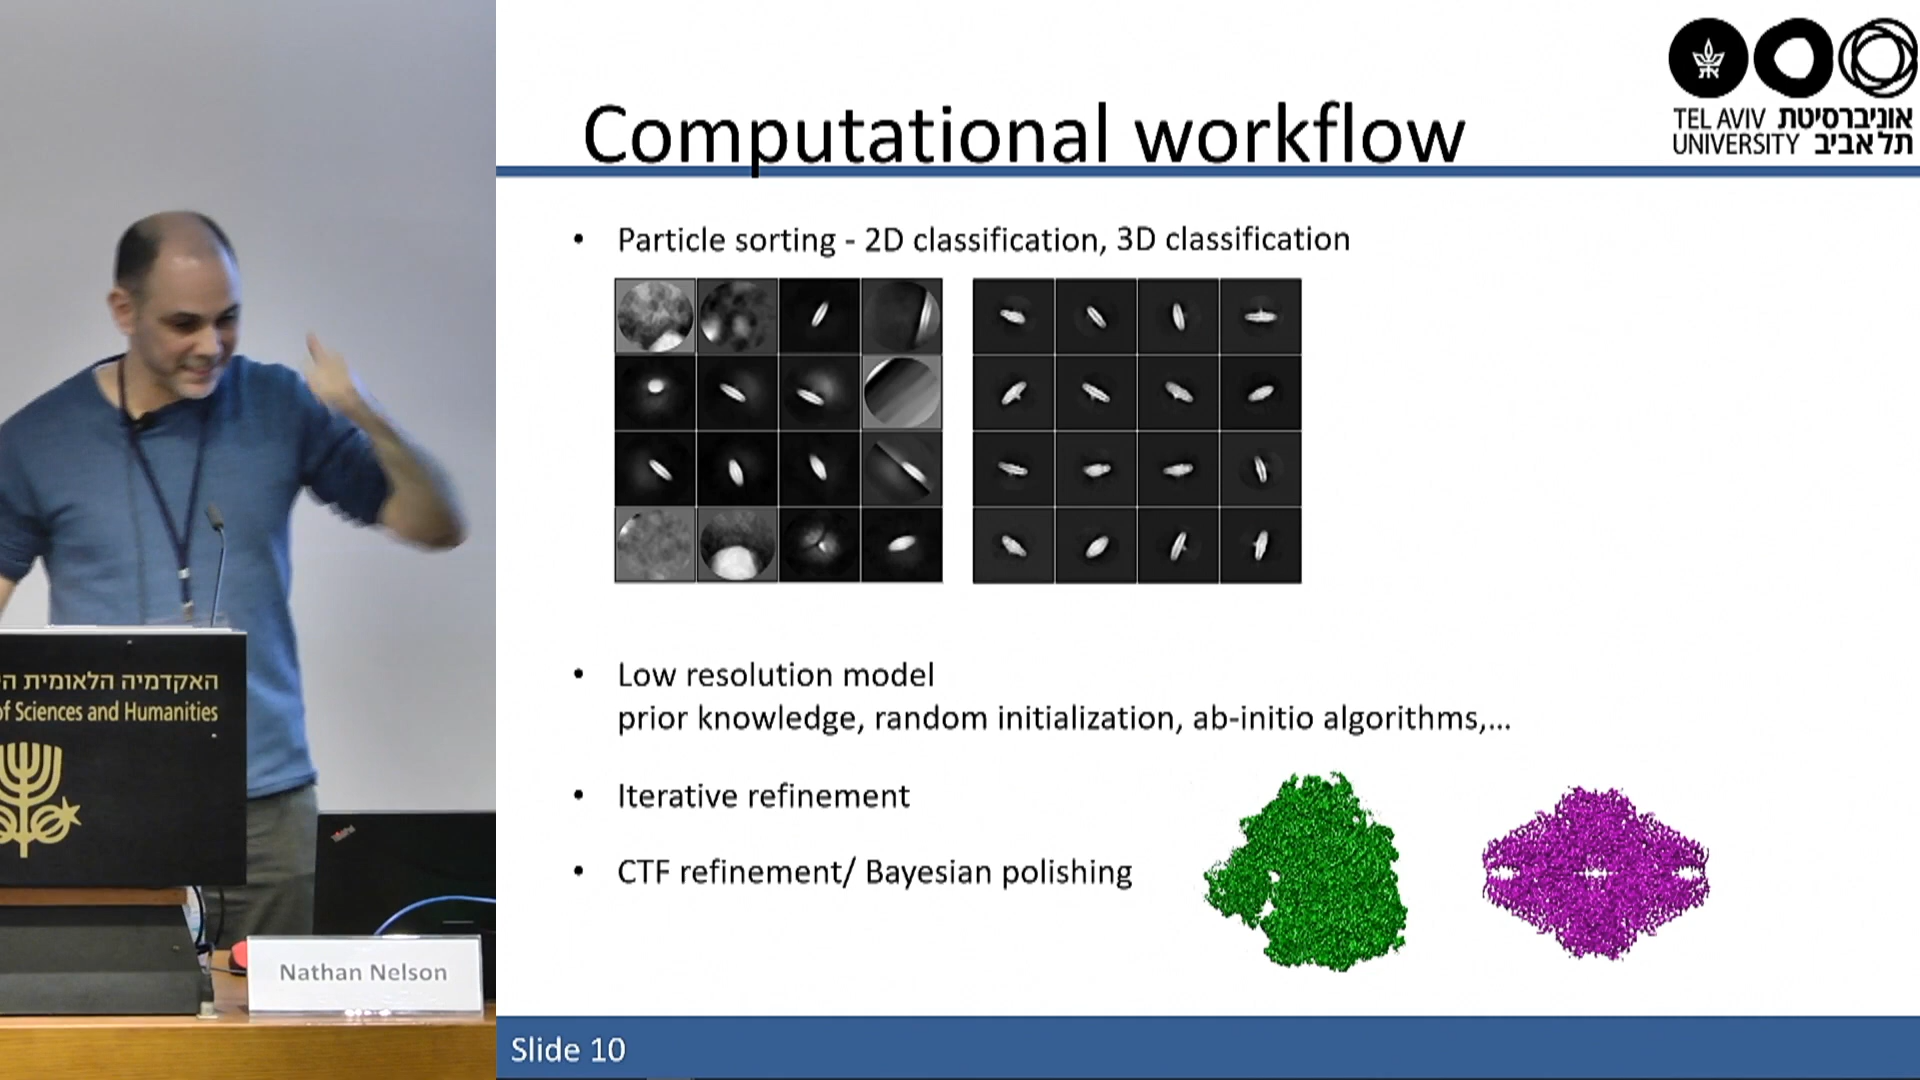 Computational workflow
TEL AVIV אוניברסיטת
UNIVERSITY תל אביב
• Particle sorting - 2D classification, 3D classification
• Low resolution model
prior knowledge, random initialization, ab-initio algorithms,...
• Iterative refinement
• CTF refinement/ Bayesian polishing
Slide 10
האקדמיה הלאומית
of Sciences and Humanities
Nathan Nelson